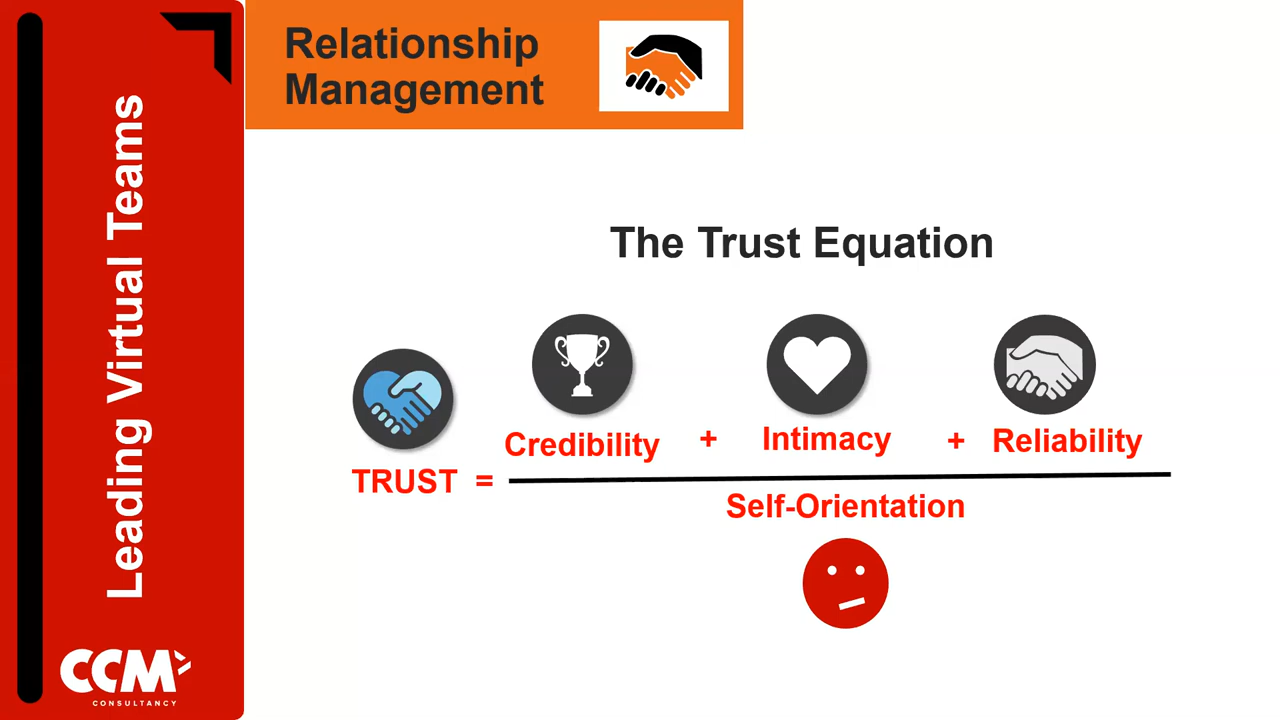 Leading Virtual Teams
CCM
CONSULTANCY
Relationship
Management
The Trust Equation
TRUST = Credibility + Intimacy + Reliability
Self-Orientation